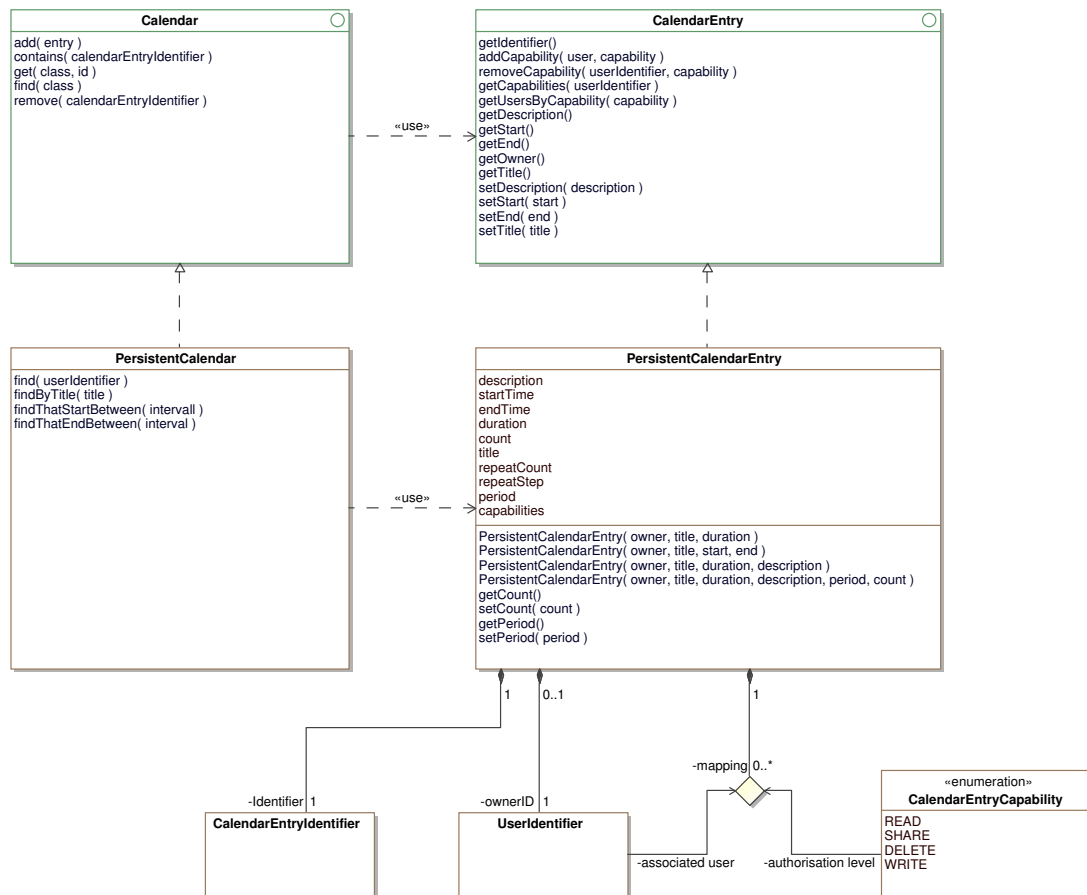 Calendar
add( entry )
contains( calendarEntryIdentifier )
get( class, id )
find( class )
remove( calendarEntryIdentifier )
«use»
CalendarEntry
getIdentifier()
addCapability( user, capability )
removeCapability( userIdentifier, capability )
getCapabilities( userIdentifier )
getUsersByCapability( capability )
getDescription()
getStart()
getEnd()
getOwner()
getTitle()
setDescription( description )
setStart( start )
setEnd( end )
setTitle( title )
PersistentCalendar
find( userIdentifier )
findByTitle( title )
findThatStartBetween( intervall )
findThatEndBetween( interval )
«use»
PersistentCalendarEntry
description
startTime
endTime
duration
count
title
repeatCount
repeatStep
period
capabilities
PersistentCalendarEntry( owner, title, duration )
PersistentCalendarEntry( owner, title, start, end )
PersistentCalendarEntry( owner, title, duration, description )
PersistentCalendarEntry( owner, title, duration, description, period, count )
getCount()
setCount( count )
getPeriod()
setPeriod( period )
1
0..1
1
-Identifier 1
-ownerID 1
-mapping 0..*
CalendarEntryIdentifier
UserIdentifier
-associated user
-authorisation level
«enumeration»
CalendarEntryCapability
READ
SHARE
DELETE
WRITE